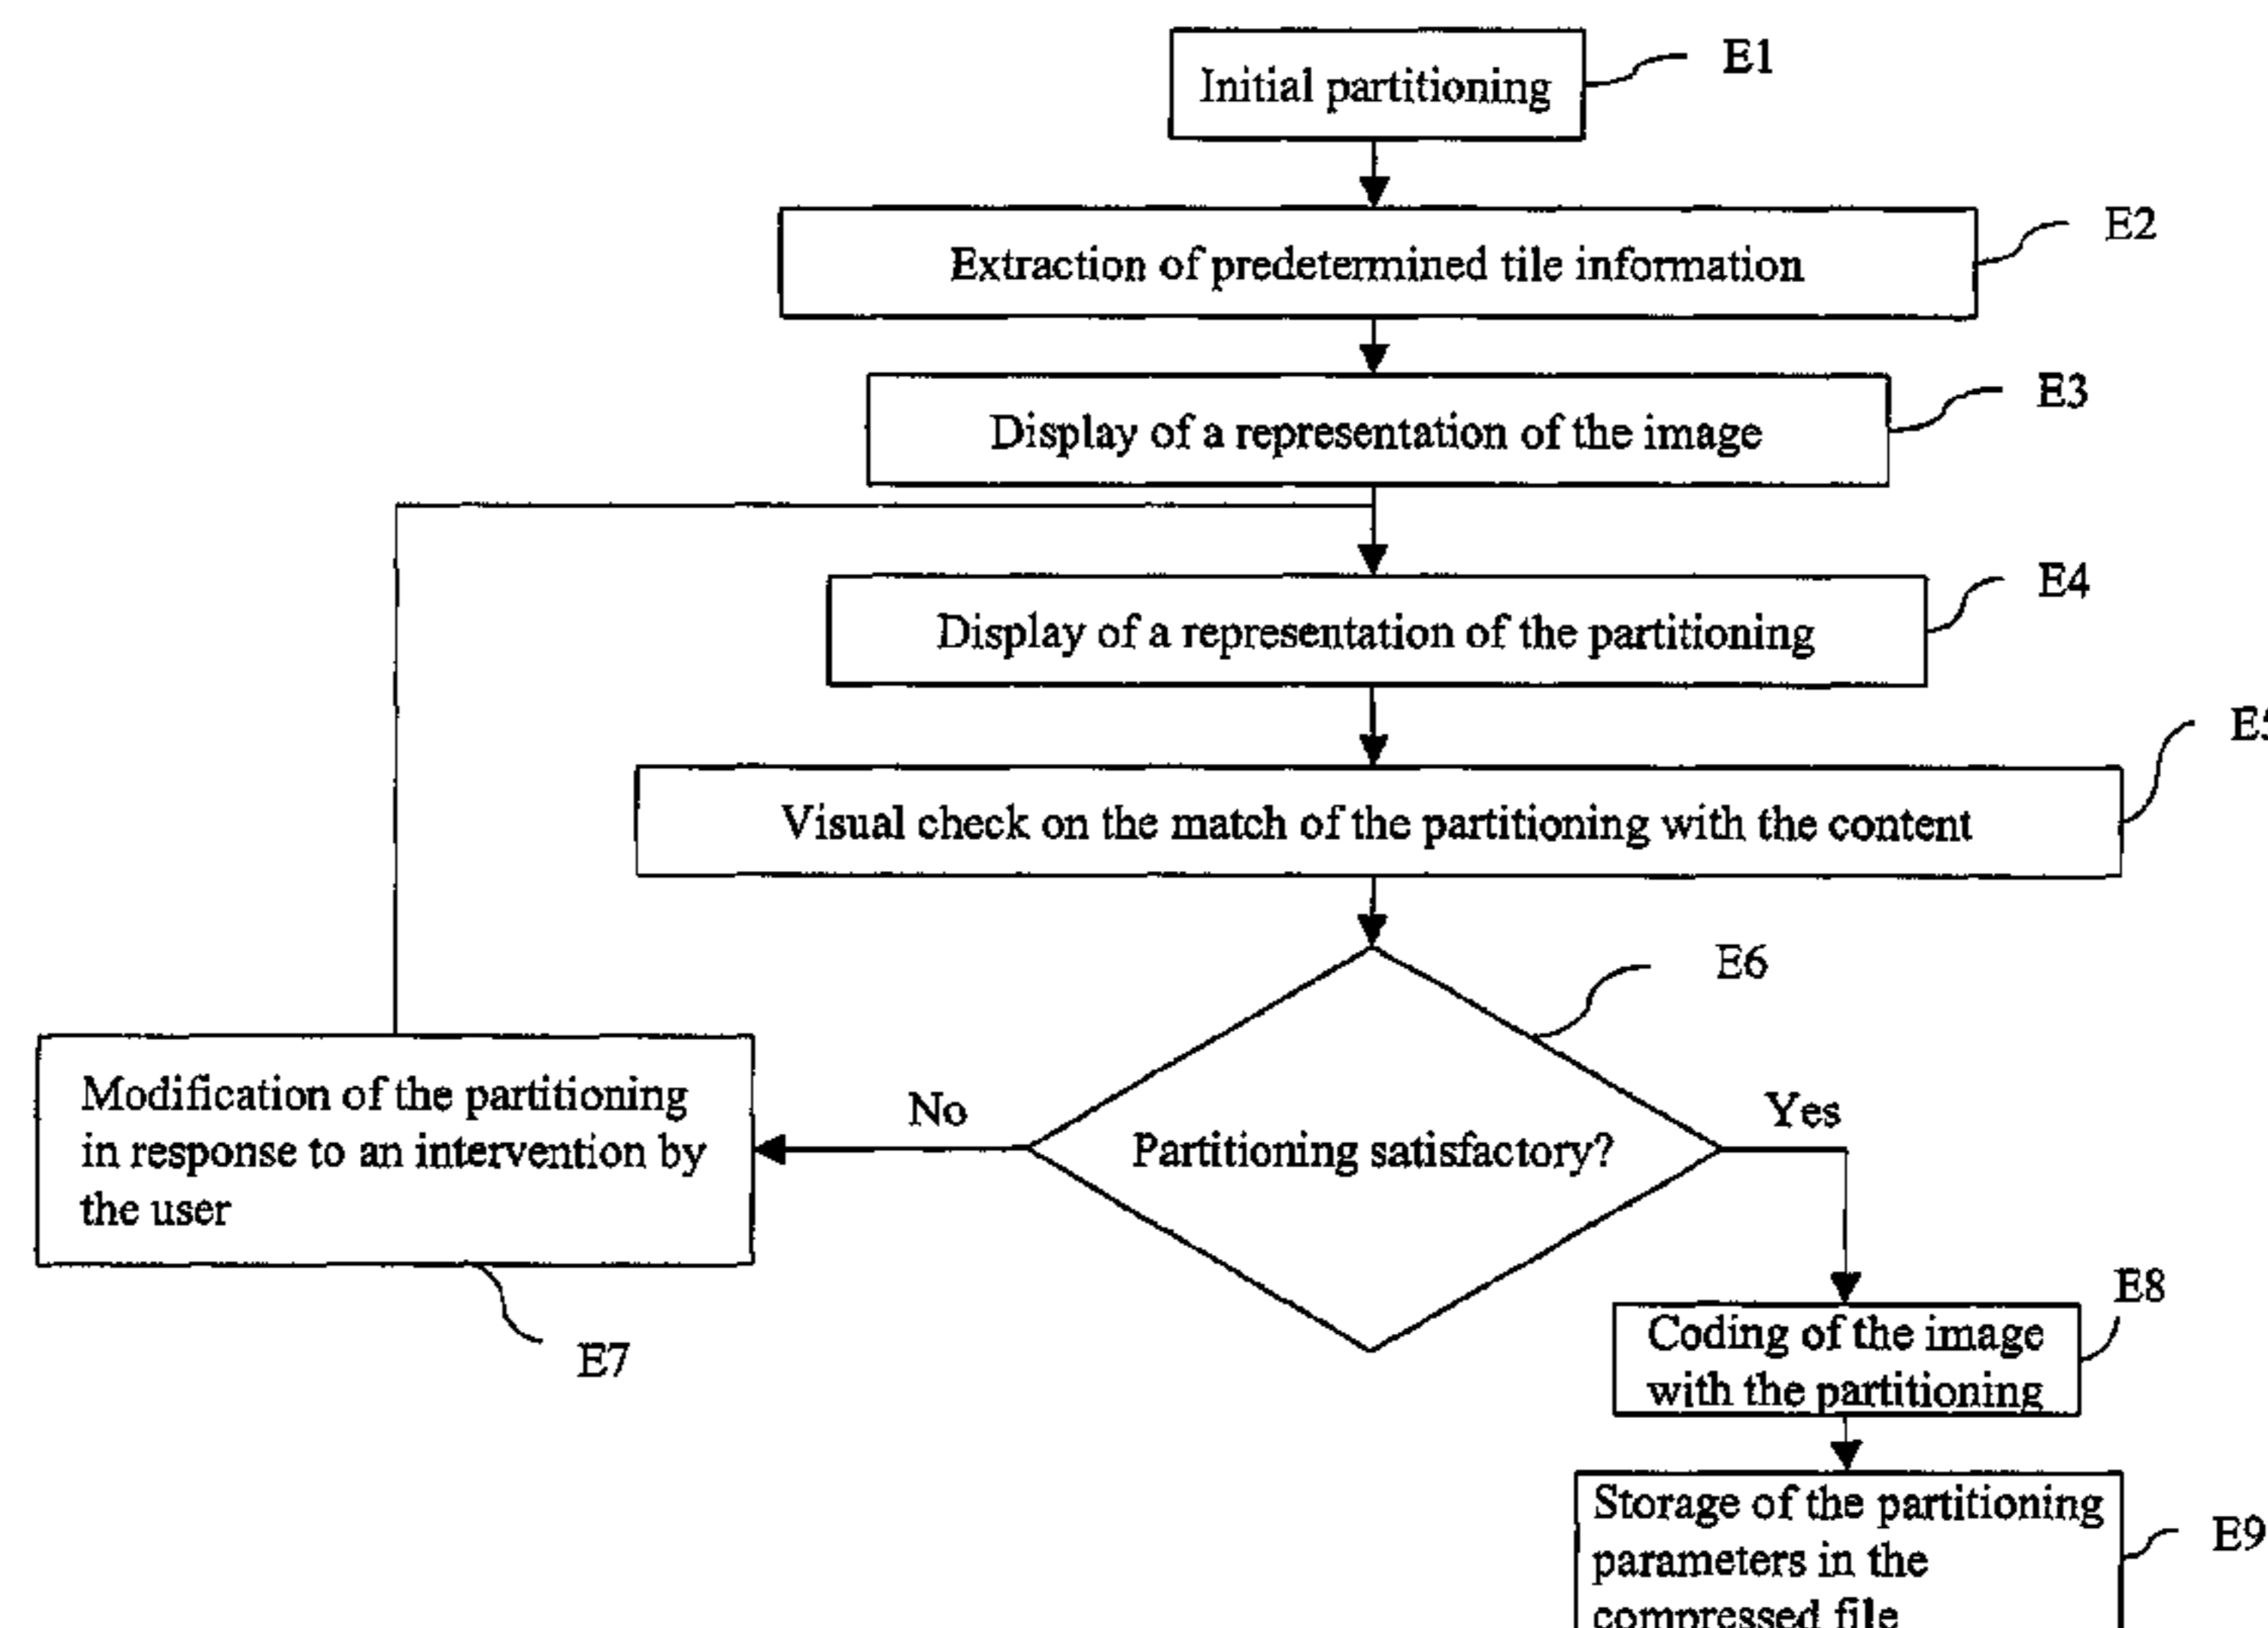 Initial partitioning
E1
Extraction of predetermined tile information
E2
Display of a representation of the image
E3
Display of a representation of the partitioning
E4
Visual check on the match of the partitioning with the content
E5
Partitioning satisfactory?
E6
No
Yes
Modification of the partitioning
in response to an intervention by
the user
E7
Coding of the image
with the partitioning
E8
Storage of the partitioning
parameters in the
compressed file
E9